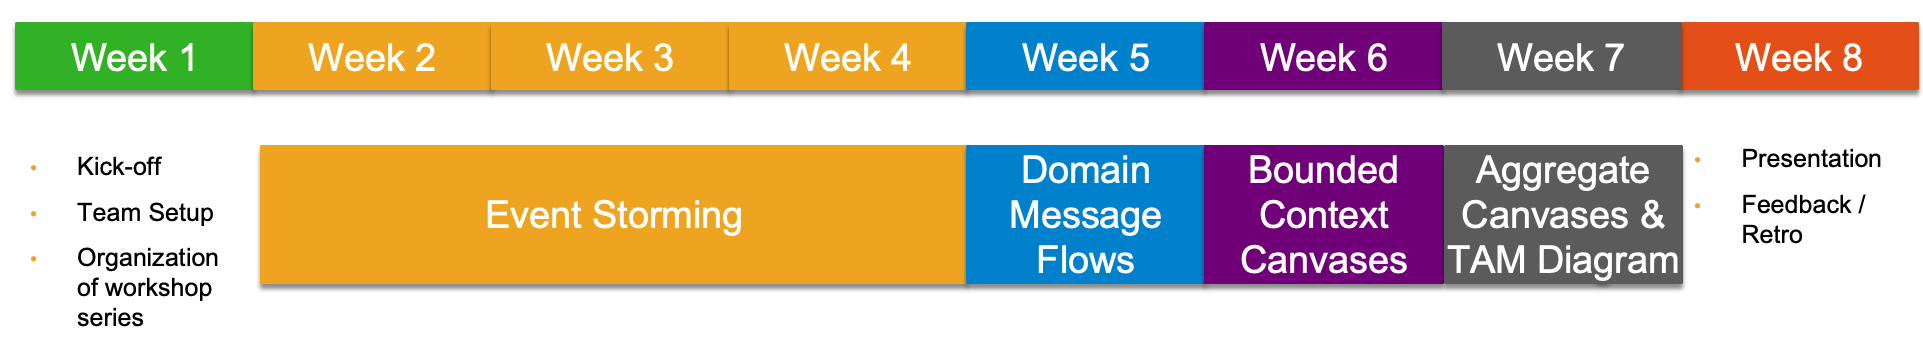 Week 1
Week 2
Week 3
Week 4
Week 5
Week 6
Week 7
Week 8
• Kick-off
• Team Setup
• Organization
of workshop
series
Event Storming
Domain
Message
Flows
Bounded
Context
Canvases
Aggregate
Canvases &
TAM Diagram
• Presentation
• Feedback /
Retro